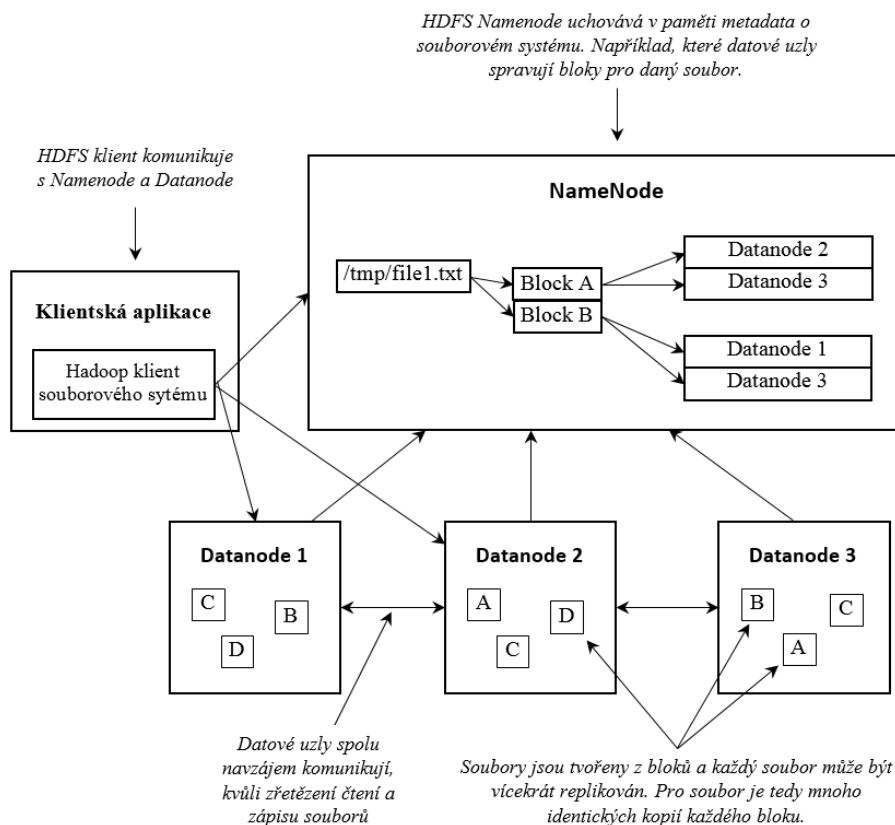 HDFS Namenode uchovává v paměti metadata o
souborovém systému. Například, které datové uzly
spravují bloky pro daný soubor.
HDFS klient komunikuje
s Namenode a Datanode
NameNode
/tmp/file1.txt
Block A
Block B
Datanode 2
Datanode 3
Datanode 1
Datanode 3
Klientská aplikace
Hadoop klient
souborového sytému
Datanode 1
C
B
D
Datanode 2
A
D
C
Datanode 3
B
C
A
Datové uzly spolu
navzájem komunikují,
kvůli zřetězení čtení a
zápisu souborů
Soubory jsou tvořeny z bloků a každý soubor může být
vícekrát replikován. Pro soubor je tedy mnoho
identických kopií každého bloku.